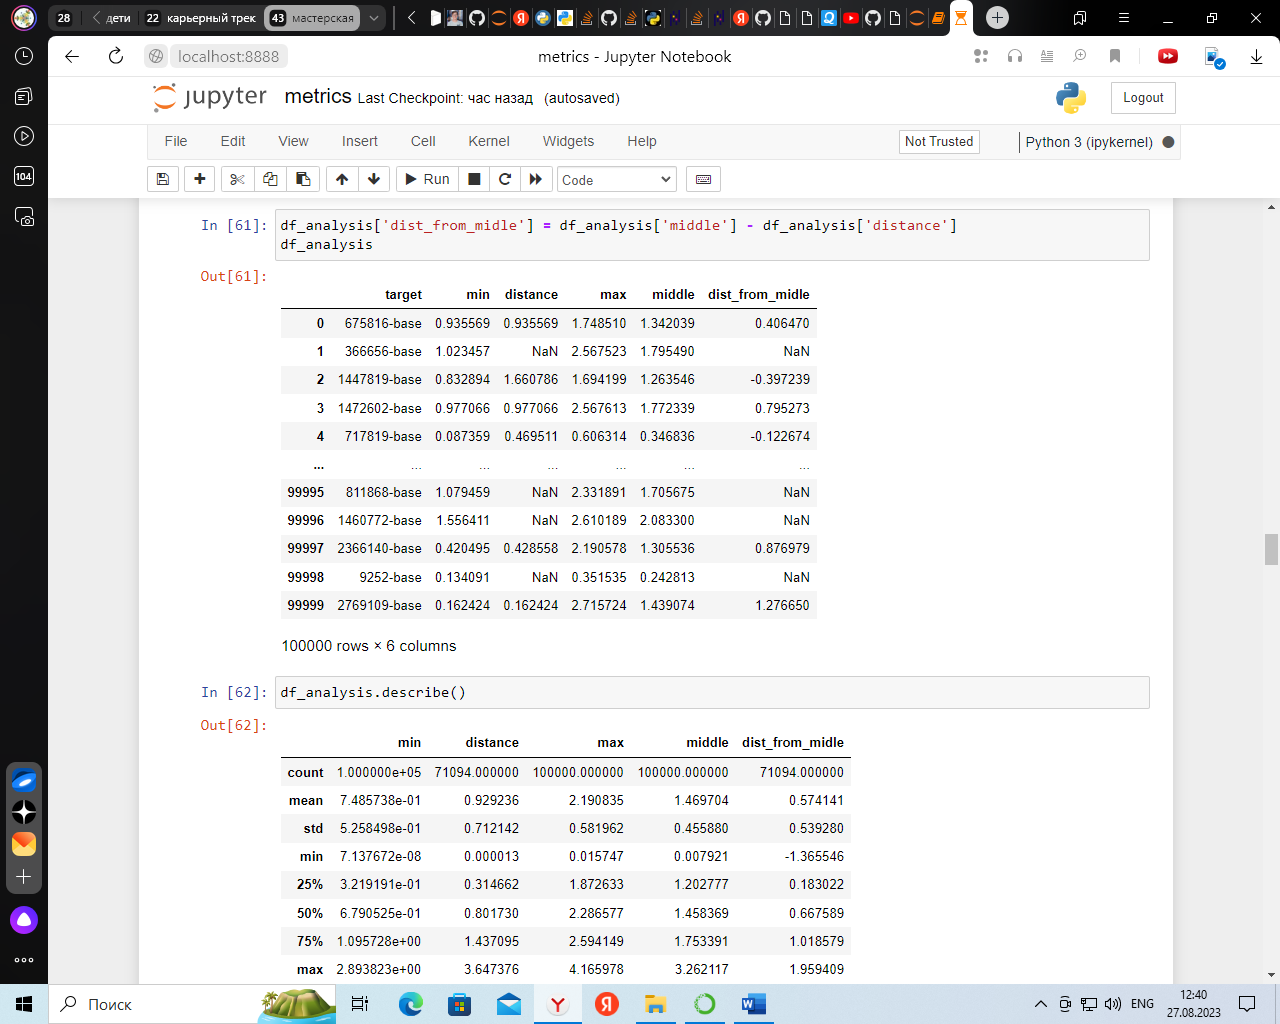 28 дети 22 карьерный трек 43 мастерская
localhost:8888 metrics - Jupyter Notebook
jupyter metrics Last Checkpoint: час назад (autosaved) Logout
File Edit View Insert Cell Kernel Widgets Help Not Trusted Python 3 (ipykernel)
Run Code
104
In [61]: df_analysis['dist_from_midle'] = df_analysis['middle'] - df_analysis['distance']
df_analysis
Out[61]:
target min distance max middle dist_from_midle
0 675816-base 0.935569 0.935569 1.748510 1.342039 0.406470
1 366656-base 1.023457 NaN 2.567523 1.795490 NaN
2 1447819-base 0.832894 1.660786 1.694199 1.263546 -0.397239
3 1472602-base 0.977066 0.977066 2.567613 1.772339 0.795273
4 717819-base 0.087359 0.469511 0.606314 0.346836 -0.122674
... ... ... ... ... ... ...
99995 811868-base 1.079459 NaN 2.331891 1.705675 NaN
99996 1460772-base 1.556411 NaN 2.610189 2.083300 NaN
99997 2366140-base 0.420495 0.428558 2.190578 1.305536 0.876979
99998 9252-base 0.134091 NaN 0.351535 0.242813 NaN
99999 2769109-base 0.162424 0.162424 2.715724 1.439074 1.276650
100000 rows × 6 columns
In [62]: df_analysis.describe()
Out[62]:
min distance max middle dist_from_midle
count 1.000000e+05 71094.000000 100000.000000 100000.000000 71094.000000
mean 7.485738e-01 0.929236 2.190835 1.469704 0.574141
std 5.258498e-01 0.712142 0.581962 0.455880 0.539280
min 7.137672e-08 0.000013 0.015747 0.007921 -1.365546
25% 3.219191e-01 0.314662 1.872633 1.202777 0.183022
50% 6.790525e-01 0.801730 2.286577 1.458369 0.667589
75% 1.095728e+00 1.437095 2.594149 1.753391 1.018579
max 2.893823e+00 3.647376 4.165978 3.262117 1.959409
Поиск ENG 12:40
27.08.2023